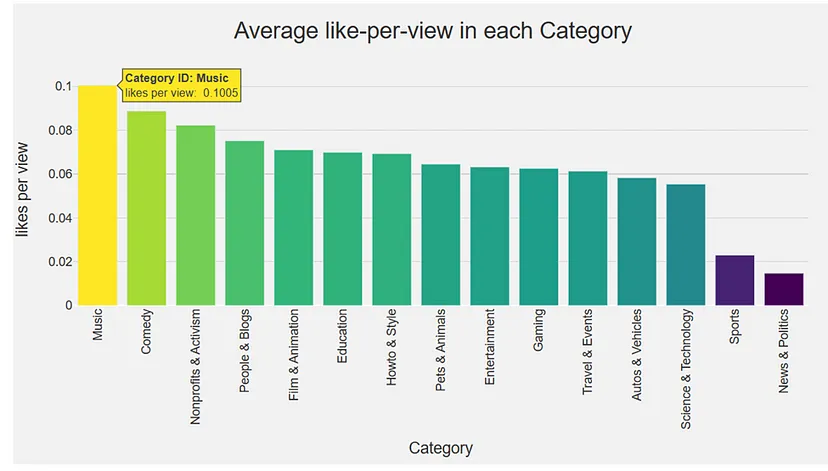 Average like-per-view in each Category
Category ID: Music
likes per view: 0.1005
likes per view
0.1
0.08
0.06
0.04
0.02
0
Music
Comedy
Nonprofits & Activism
People & Blogs
Film & Animation
Education
Howto & Style
Pets & Animals
Entertainment
Gaming
Travel & Events
Autos & Vehicles
Science & Technology
Sports
News & Politics
Category